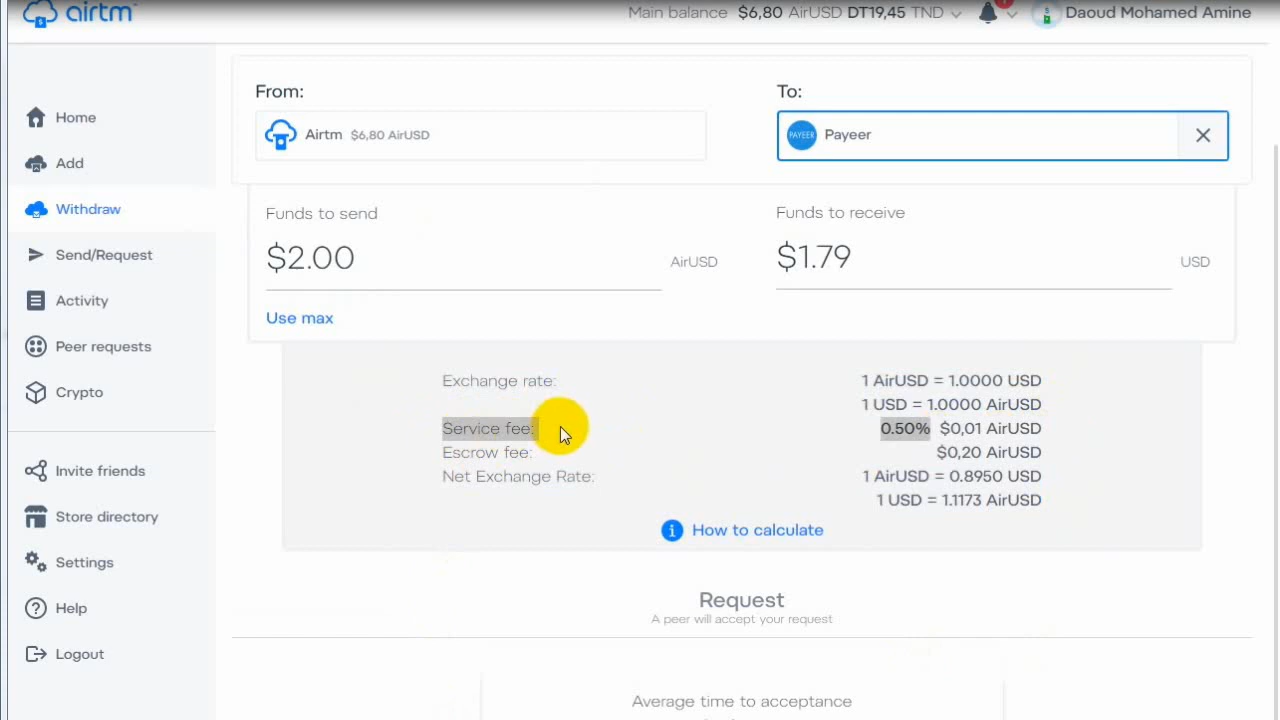 airtm
Main balance $6,80 AirUSD DT19,45 TND
Daoud Mohamed Amine
Home
Add
Withdraw
Send/Request
Activity
Peer requests
Crypto
Invite friends
Store directory
Settings
Help
Logout
From:
Airtm $6,80 AirUSD
To:
PAYEER Payeer
Funds to send
$2.00 AirUSD
Use max
Funds to receive
$1.79 USD
Exchange rate: 1 AirUSD = 1.0000 USD
1 USD = 1.0000 AirUSD
Service fee: 0.50% $0,01 AirUSD
Escrow fee: $0,20 AirUSD
Net Exchange Rate: 1 AirUSD = 0.8950 USD
1 USD = 1.1173 AirUSD
How to calculate
Request
A peer will accept your request
Average time to acceptance